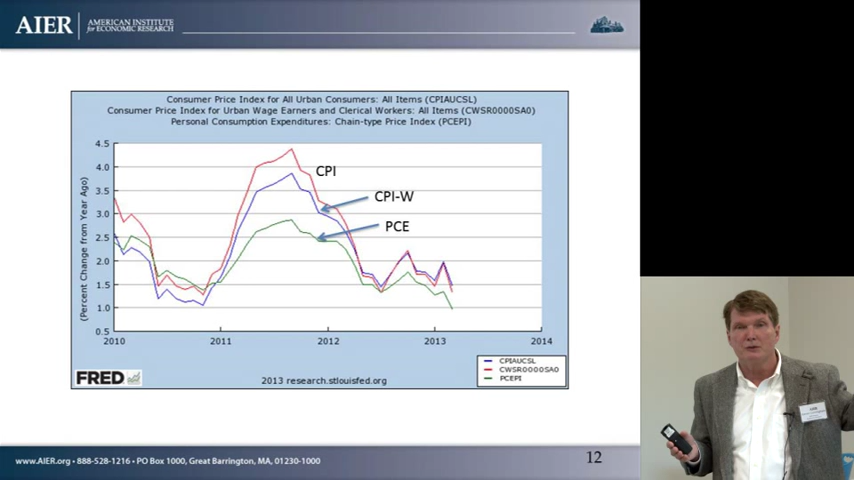 AIER
AMERICAN INSTITUTE
for ECONOMIC RESEARCH
Consumer Price Index for All Urban Consumers: All Items (CPIAUCSL)
Consumer Price Index for Urban Wage Earners and Clerical Workers: All Items (CWSR0000SA0)
Personal Consumption Expenditures: Chain-type Price Index (PCEPI)
(Percent Change from Year Ago)
4.5
4.0
3.5
3.0
2.5
2.0
1.5
1.0
0.5
CPI
CPI-W
PCE
2010 2011 2012 2013 2014
FRED
2013 research.stlouisfed.org
CPIAUCSL
CWSR0000SA0
PCEPI
www.AIER.org • 888-528-1216 • PO Box 1000, Great Barrington, MA, 01230-1000
12